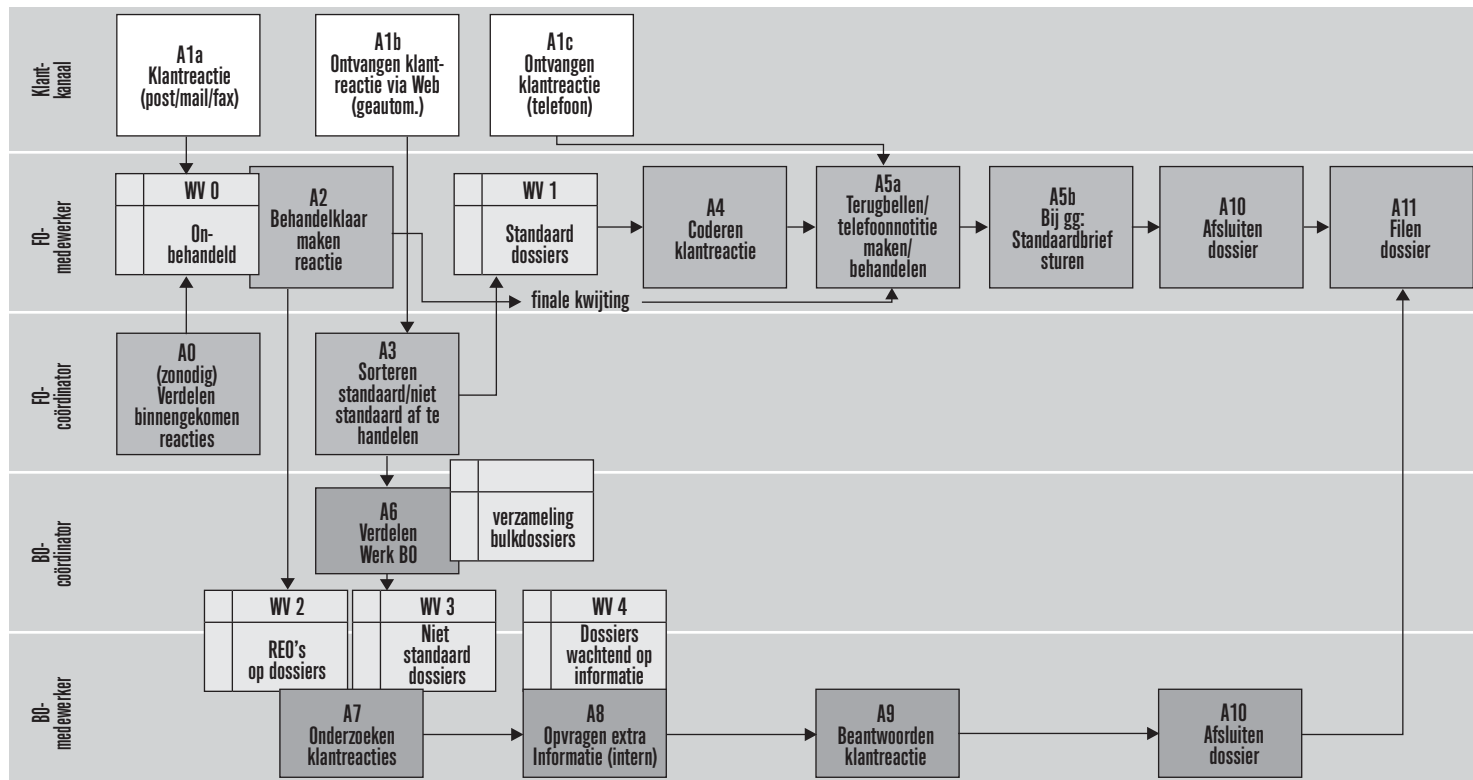 Klant-
kanaal
A1a
Klantreactie
(post/mail/fax)
A1b
Ontvangen klant-
reactie via Web
(geautom.)
A1c
Ontvangen
klantreactie
(telefoon)
FO-
medewerker
WV 0
On-
behandeld
A2
Behandelklaar
maken
reactie
WV 1
Standaard
dossiers
A4
Coderen
klantreactie
A5a
Terugbellen/
telefoonnotitie
maken/
behandelen
A5b
Bij gg:
Standaardbrief
sturen
A10
Afsluiten
dossier
A11
Filen
dossier
finale kwijting
FO-
coördinator
A0
(zonodig)
Verdelen
binnengekomen
reacties
A3
Sorteren
standaard/niet
standaard af te
handelen
BO-
coördinator
A6
Verdelen
Werk BO
verzameling
bulkdossiers
BO-
medewerker
WV 2
REO's
op dossiers
WV 3
Niet
standaard
dossiers
WV 4
Dossiers
wachtend op
informatie
A7
Onderzoeken
klantreacties
A8
Opvragen extra
Informatie (intern)
A9
Beantwoorden
klantreactie
A10
Afsluiten
dossier